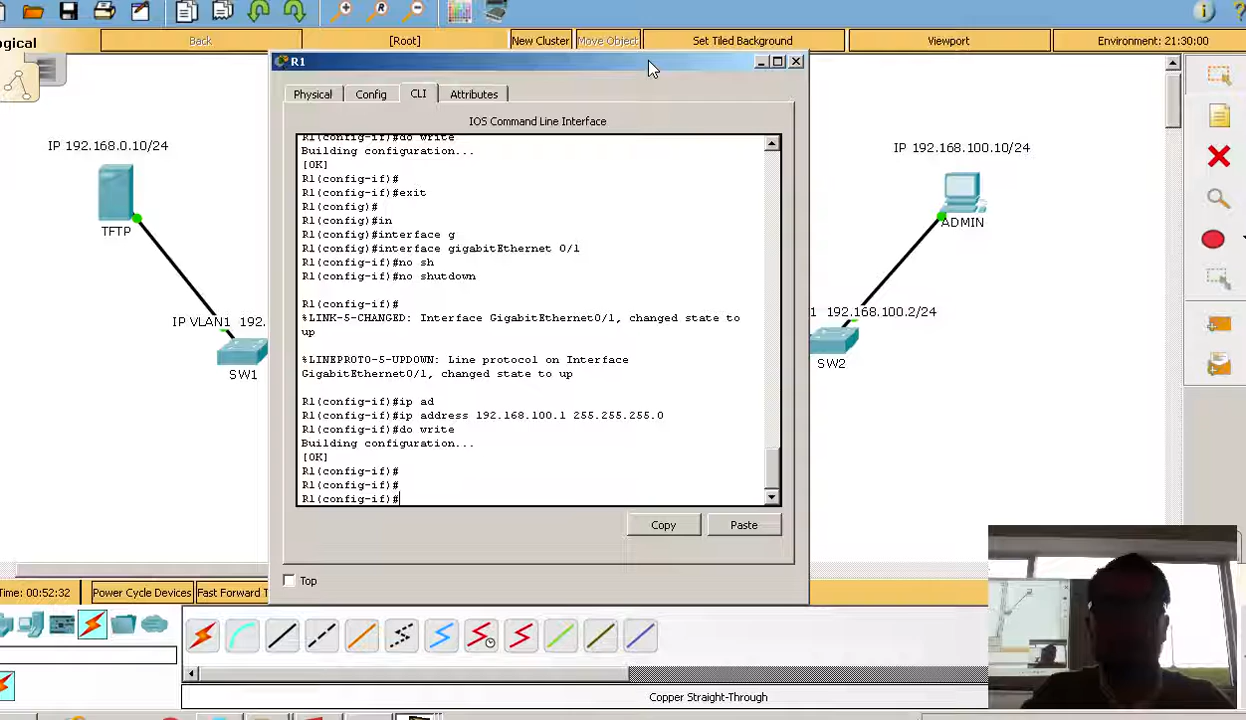 ogical
Back
[Root]
New Cluster
Move Object
Set Tiled Background
Viewport
Environment: 21:30:00
R1
Physical
Config
CLI
Attributes
IOS Command Line Interface
R1(config-if)#do write
Building configuration...
[OK]
R1(config-if)#
R1(config-if)#exit
R1(config)#
R1(config)#in
R1(config)#interface g
R1(config)#interface gigabitEthernet 0/1
R1(config-if)#no sh
R1(config-if)#no shutdown
R1(config-if)#
%LINK-5-CHANGED: Interface GigabitEthernet0/1, changed state to
up
%LINEPROTO-5-UPDOWN: Line protocol on Interface
GigabitEthernet0/1, changed state to up
R1(config-if)#ip ad
R1(config-if)#ip address 192.168.100.1 255.255.255.0
R1(config-if)#do write
Building configuration...
[OK]
R1(config-if)#
R1(config-if)#
R1(config-if)#
Copy
Paste
Top
IP 192.168.0.10/24
TFTP
IP VLAN1 192.
SW1
IP 192.168.100.10/24
ADMIN
1 192.168.100.2/24
SW2
Time: 00:52:32
Power Cycle Devices
Fast Forward T
Copper Straight-Through